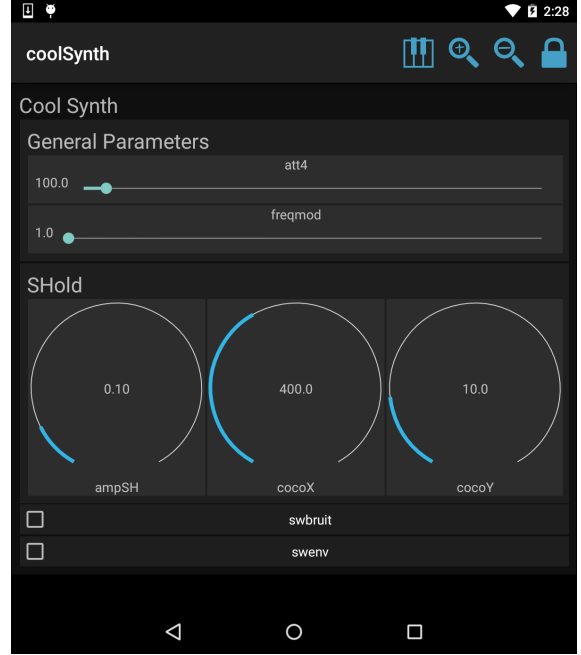 2:28
coolSynth
Cool Synth
General Parameters
att4
100.0
freqmod
1.0
SHold
0.10 400.0 10.0
ampSH cocoX cocoY
swbruit
swenv